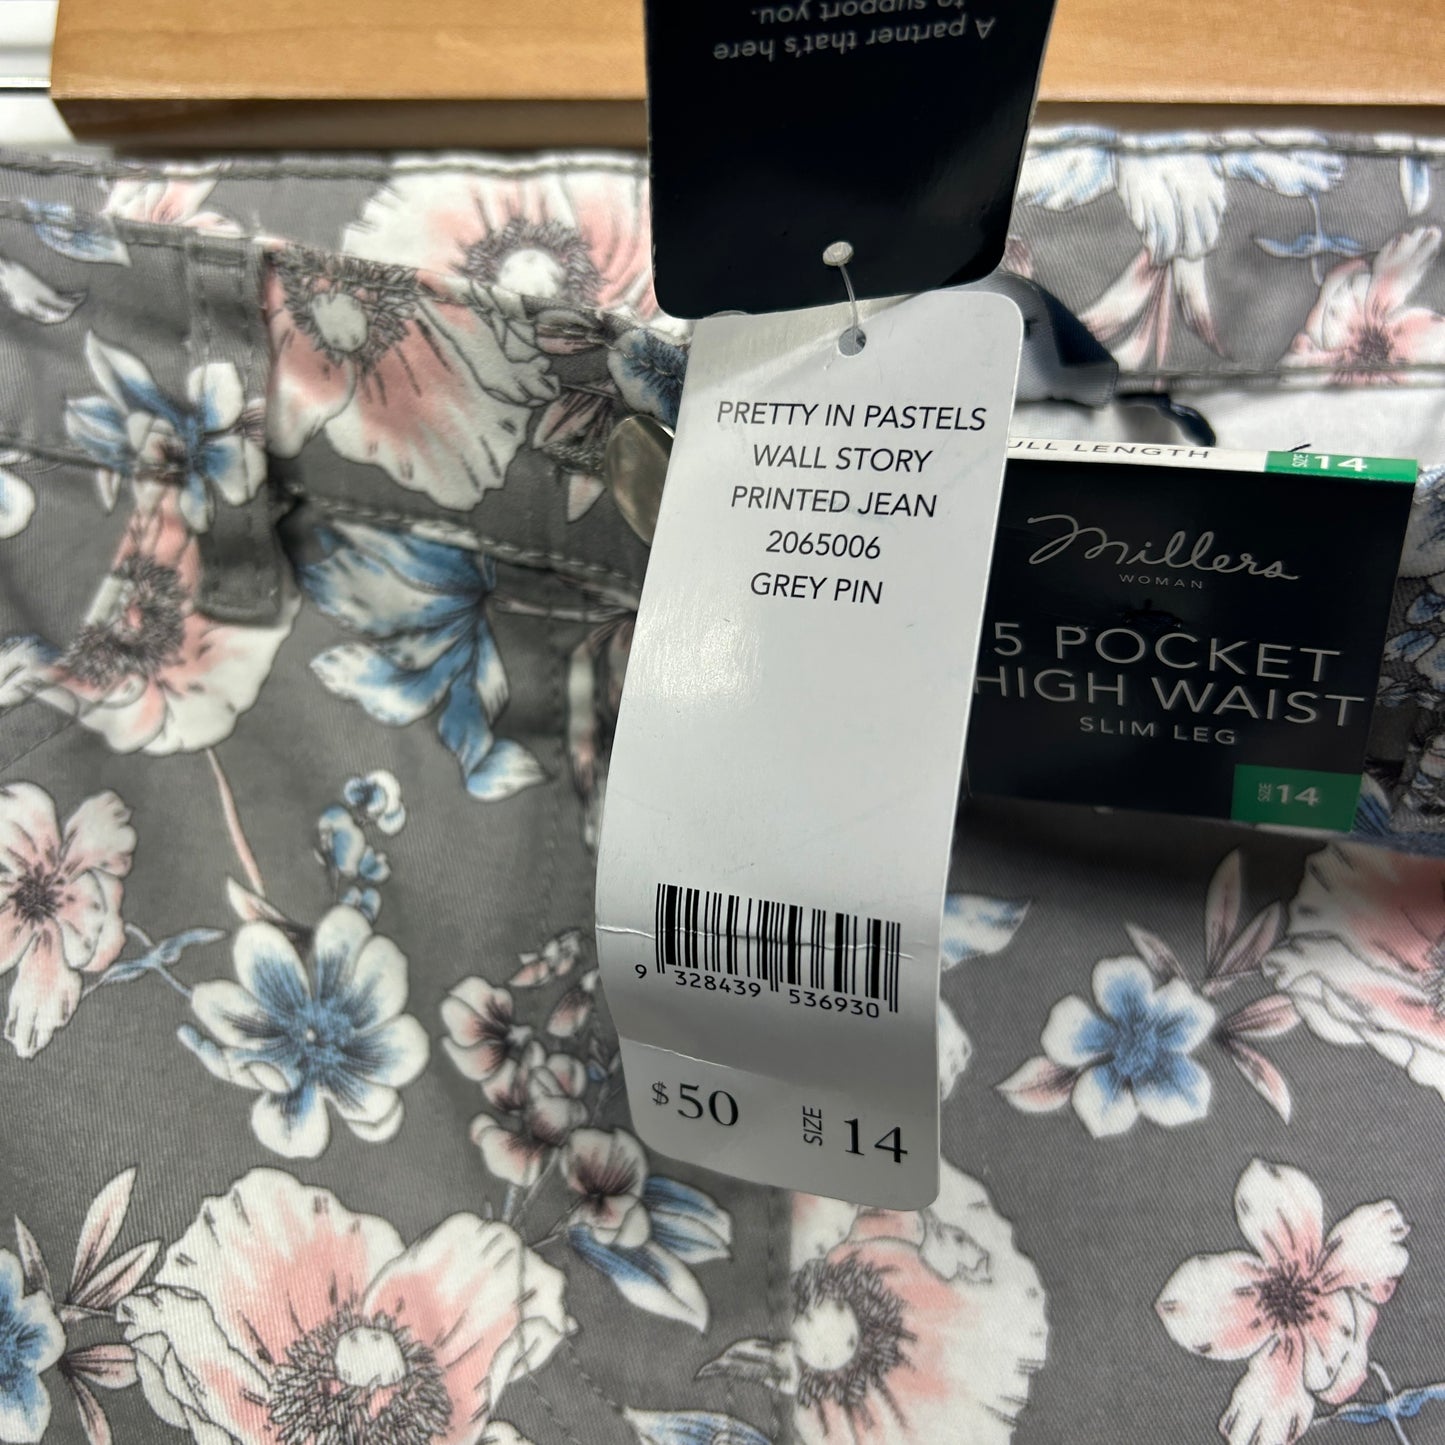 A partner that's here
to support you.
PRETTY IN PASTELS
WALL STORY
PRINTED JEAN
2065006
GREY PIN
9 328439 536930
$50 SIZE 14
LENGTH SIZE 14
Millers
WOMAN
5 POCKET
HIGH WAIST
SLIM LEG
SIZE 14